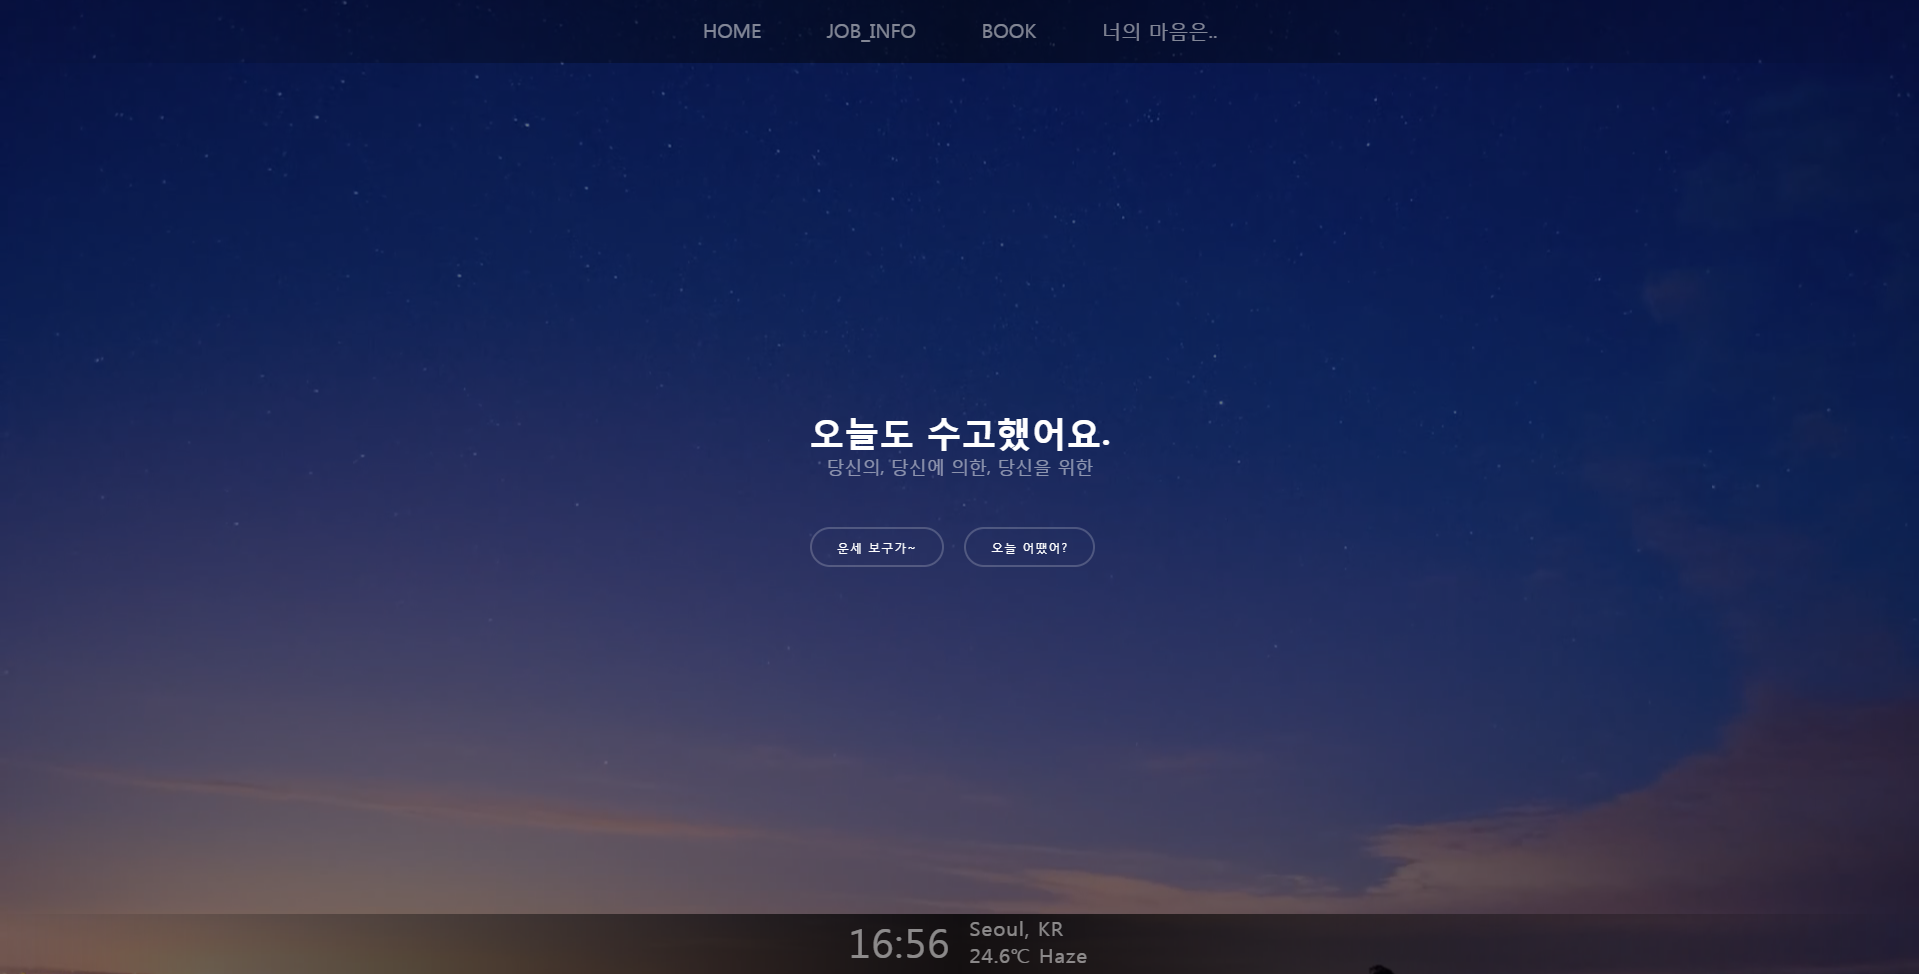 HOME JOB_INFO BOOK 너의 마음은..
오늘도 수고했어요.
당신의, 당신에 의한, 당신을 위한
운세 보구가~ 오늘 어땠어?
16:56 Seoul, KR
24.6℃ Haze